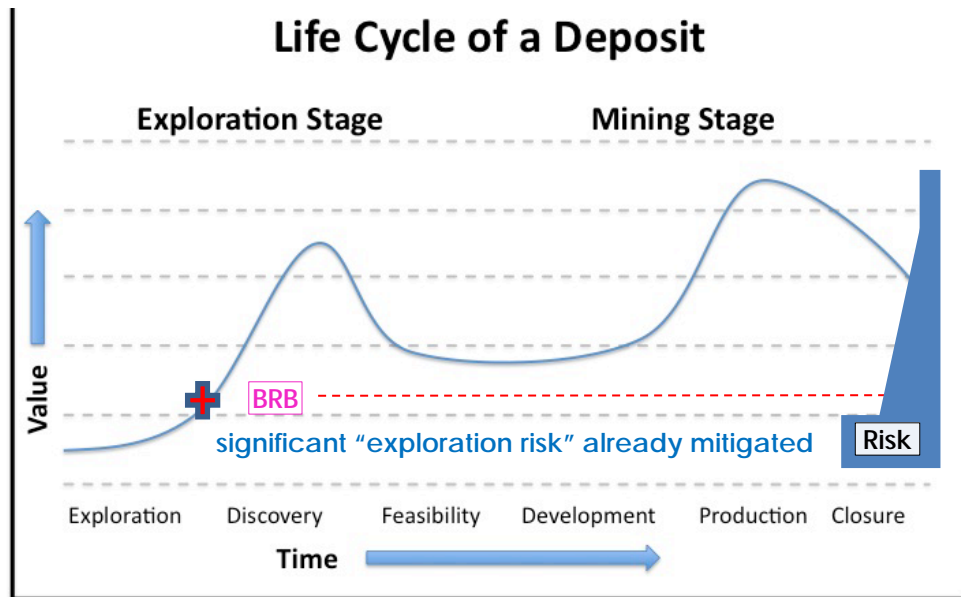 Life Cycle of a Deposit
Exploration Stage
Mining Stage
Value
BRB
significant “exploration risk” already mitigated
Risk
Exploration
Discovery
Feasibility
Development
Production
Closure
Time